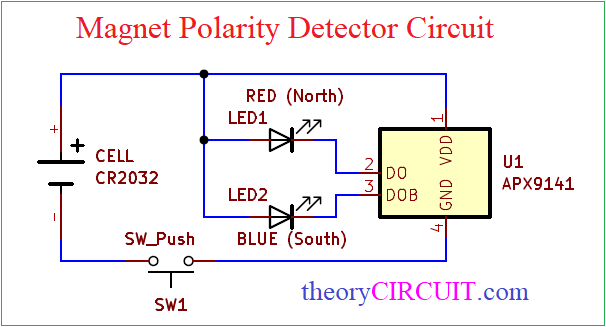 Magnet Polarity Detector Circuit
RED (North)
LED1
1
VDD
+
+
CELL
CR2032
2
DO
U1
3
DOB
APX9141
LED2
GND
-
4
SW_Push
BLUE (South)
SW1
theoryCIRCUIT.com